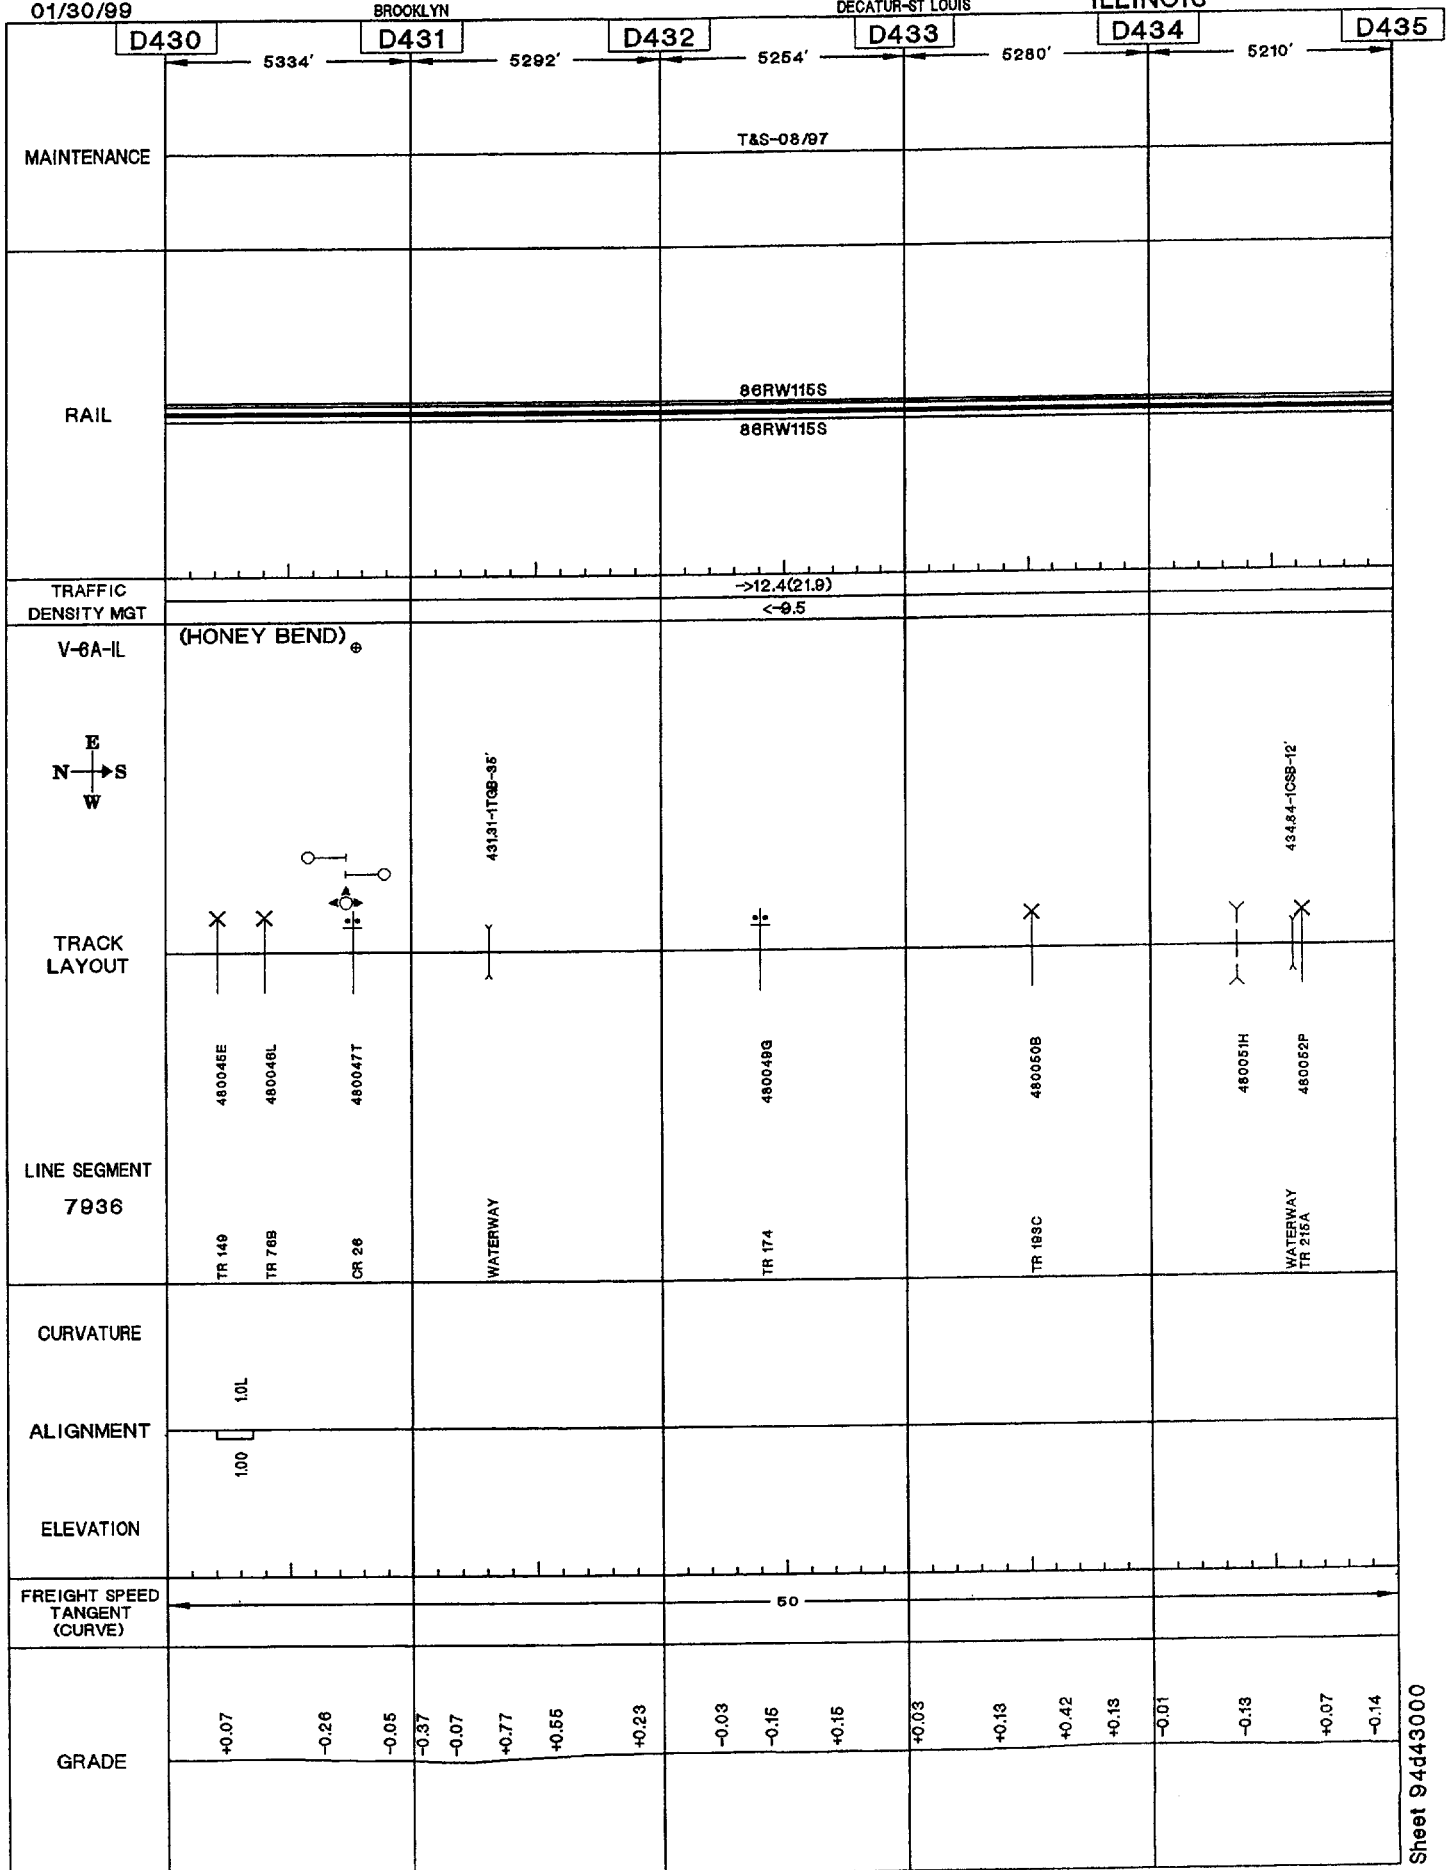 01/30/99
BROOKLYN
DECATUR-ST LOUIS
ILLINOIS
D430
D431
D432
D433
D434
D435
5334'
5292'
5254'
5280'
5210'
MAINTENANCE
T&S-08/97
RAIL
86RW115S
86RW115S
TRAFFIC
DENSITY MGT
->12.4(21.9)
<-9.5
V-6A-IL
(HONEY BEND)
E
N
S
W
431.31-1TGB-35'
434.84-1CSB-12'
TRACK
LAYOUT
480045E
480046L
480047T
480049G
480050B
480051H
480052P
LINE SEGMENT
7936
TR 149
TR 76B
CR 26
WATERWAY
TR 174
TR 193C
WATERWAY
TR 215A
CURVATURE
1.0L
ALIGNMENT
1.00
ELEVATION
FREIGHT SPEED
TANGENT
(CURVE)
50
GRADE
+0.07
-0.26
-0.05
-0.37
-0.07
+0.77
+0.55
+0.23
-0.03
-0.15
+0.15
+0.03
+0.13
+0.42
+0.13
-0.01
-0.13
+0.07
-0.14
Sheet 94d43000